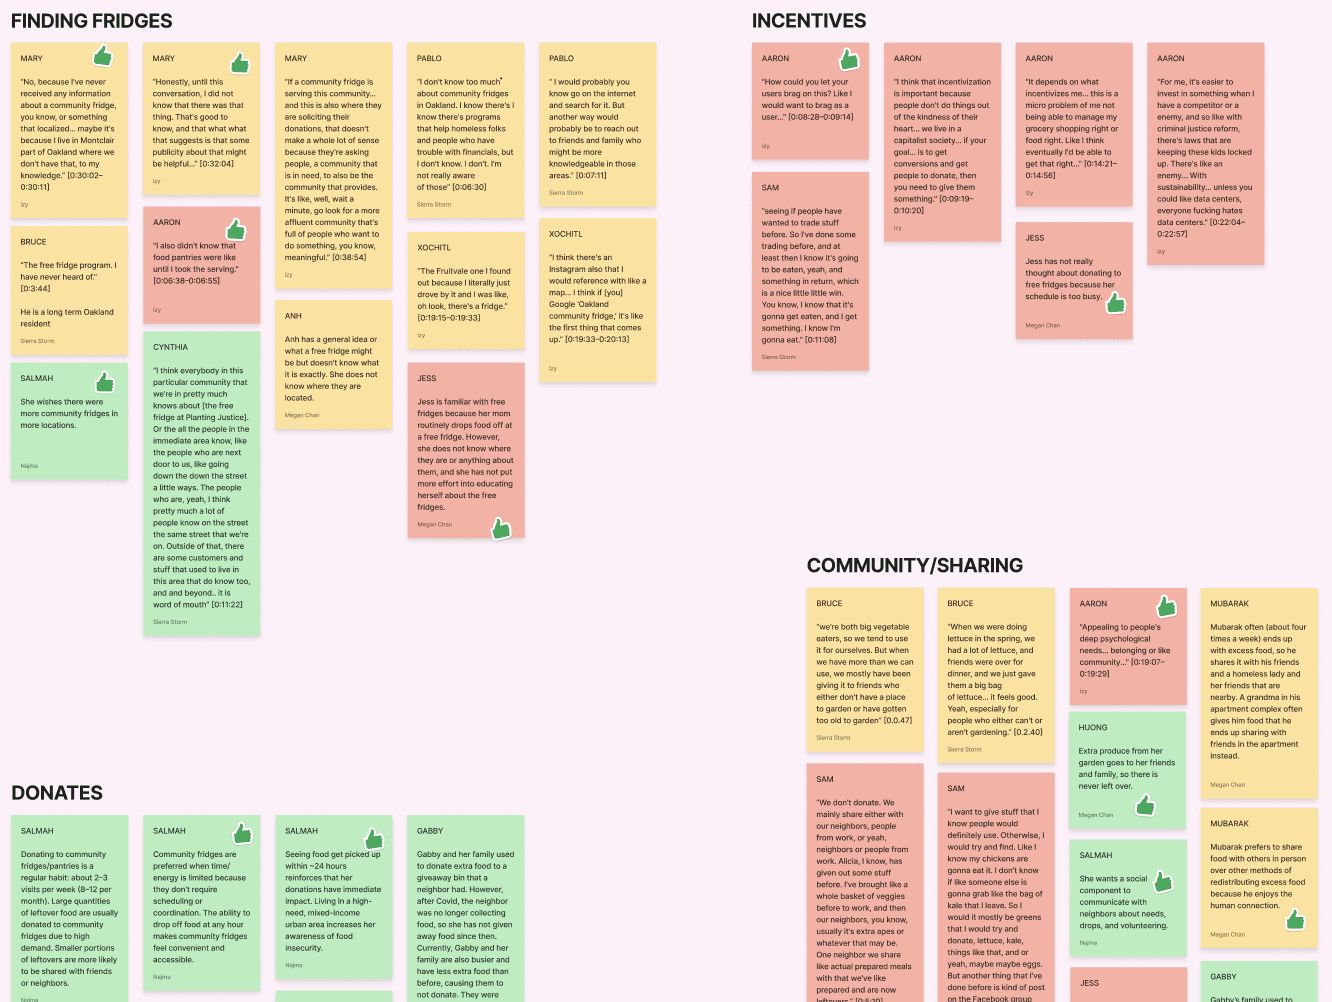 FINDING FRIDGES
MARY
"No, because I've never
received any information
about a community fridge,
you know, or something
that localized... maybe it's
because I live in Montclair
part of Oakland where we
don't have that, to my
knowledge." [0:30:02–
0:30:11]
Izy
BRUCE
"The free fridge program. I
have never heard of."
[0:3:44]
He is a long term Oakland
resident
Sierra Storm
SALMAH
She wishes there were
more community fridges in
more locations.
Najma
MARY
"Honestly, until this
conversation, I did not
know that there was that
thing. That's good to
know, and that what what
that suggests is that some
publicity about that might
be helpful..." [0:32:04]
Izy
AARON
"I also didn't know that
food pantries were like
until I took the serving."
[0:06:38–0:06:55]
Izy
CYNTHIA
"I think everybody in this
particular community that
we're in pretty much
knows about [the free
fridge at Planting Justice].
Or the all the people in the
immediate area know, like
the people who are next
door to us, like going
down the down the street
a little ways. The people
who are, yeah, I think
pretty much a lot of
people know on the street
the same street that we're
on. Outside of that, there
are some customers and
stuff that used to live in
this area that do know too,
and and beyond.. it is
word of mouth" [0:11:22]
Sierra Storm
MARY
"If a community fridge is
serving this community...
and this is also where they
are soliciting their
donations, that doesn't
make a whole lot of sense
because they're asking
people, a community that
is in need, to also be the
community that provides.
It's like, well, wait a
minute, go look for a more
affluent community that's
full of people who want to
do something, you know,
meaningful." [0:38:54]
Izy
ANH
Anh has a general idea or
what a free fridge might
be but doesn't know what
it is exactly. She does not
know where they are
located.
Megan Chan
PABLO
"I don't know too much"
about community fridges
in Oakland. I know there's l
know there's programs
that help homeless folks
and people who have
trouble with financials, but
I don't know. I don't. I'm
not really aware
of those" [0:06:30]
Sierra Storm
XOCHITL
"The Fruitvale one I found
out because I literally just
drove by it and I was like,
oh look, there's a fridge."
[0:19:15–0:19:33]
Izy
JESS
Jess is familiar with free
fridges because her mom
routinely drops food off at
a free fridge. However,
she does not know where
they are or anything about
them, and she has not put
more effort into educating
herself about the free
fridges.
Megan Chan
PABLO
" I would probably you
know go on the internet
and search for it. But
another way would
probably be to reach out
to friends and family who
might be more
knowledgeable in those
areas." [0:07:11]
Sierra Storm
XOCHITL
"I think there's an
Instagram also that I
would reference with like a
map... I think if [you]
Google 'Oakland
community fridge,' it's like
the first thing that comes
up." [0:19:33–0:20:13]
Izy
INCENTIVES
AARON
"How could you let your
users brag on this? Like I
would want to brag as a
user..." [0:08:28–0:09:14]
Izy
SAM
"seeing if people have
wanted to trade stuff
before. So I've done some
trading before, and at
least then I know it's going
to be eaten, yeah, and
something in return, which
is a nice little little win.
You know, I know that it's
gonna get eaten, and I get
something. I know I'm
gonna eat." [0:11:08]
Sierra Storm
AARON
"I think that incentivization
is important because
people don't do things out
of the kindness of their
heart... we live in a
capitalist society... if your
goal... is to get
conversions and get
people to donate, then
you need to give them
something." [0:09:19–
0:10:20]
Izy
AARON
"It depends on what
incentivizes me... this is a
micro problem of me not
being able to manage my
grocery shopping right or
food right. Like I think
eventually I'd be able to
get that right..." [0:14:21–
0:14:56]
Izy
JESS
Jess has not really
thought about donating to
free fridges because her
schedule is too busy.
Megan Chan
AARON
"For me, it's easier to
invest in something when I
have a competitor or a
enemy, and so like with
criminal justice reform,
there's laws that are
keeping these kids locked
up. There's like an
enemy... With
sustainability... unless you
could like data centers,
everyone fucking hates
data centers." [0:22:04–
0:22:57]
Izy
COMMUNITY/SHARING
BRUCE
"we're both big vegetable
eaters, so we tend to use
it for ourselves. But when
we have more than we can
use, we mostly have been
giving it to friends who
either don't have a place
to garden or have gotten
too old to garden" [0.0.47]
Sierra Storm
SAM
"We don't donate. We
mainly share either with
our neighbors, people
from work, or yeah,
neighbors or people from
work. Alicia, I know, has
given out some stuff
before. I've brought like a
whole basket of veggies
before to work, and then
our neighbors, you know,
usually it's extra apes or
whatever that may be.
One neighbor we share
like actual prepared meals
with that we've like
prepared and are now
leftovers." [0:5:10]
BRUCE
"When we were doing
lettuce in the spring, we
had a lot of lettuce, and
friends were over for
dinner, and we just gave
them a big bag
of lettuce... it feels good.
Yeah, especially for
people who either can't or
aren't gardening." [0.2.40]
Sierra Storm
SAM
"I want to give stuff that I
know people would
definitely use. Otherwise, I
would try and find. Like I
know my chickens are
gonna eat it. I don't know
if like someone else is
gonna grab like the bag of
kale that I leave. So I
would it mostly be greens
that I would try and
donate, lettuce, kale,
things like that, and or
yeah, maybe maybe eggs.
But another thing that I've
done before is kind of post
on the Facebook group
AARON
"Appealing to people's
deep psychological
needs... belonging or like
community..." [0:19:07–
0:19:29]
Izy
HUONG
Extra produce from her
garden goes to her friends
and family, so there is
never left over.
Megan Chan
SALMAH
She wants a social
component to
communicate with
neighbors about needs,
drops, and volunteering.
Najma
JESS
MUBARAK
Mubarak often (about four
times a week) ends up
with excess food, so he
shares it with his friends
and a homeless lady and
her friends that are
nearby. A grandma in his
apartment complex often
gives him food that he
ends up sharing with
friends in the apartment
instead.
Megan Chan
MUBARAK
Mubarak prefers to share
food with others in person
over other methods of
redistributing excess food
because he enjoys the
human connection.
Megan Chan
GABBY
Gabby's family used to
DONATES
SALMAH
Donating to community
fridges/pantries is a
regular habit: about 2–3
visits per week (8–12 per
month). Large quantities
of leftover food are usually
donated to community
fridges due to high
demand. Smaller portions
of leftovers are more likely
to be shared with friends
or neighbors.
Najma
SALMAH
Community fridges are
preferred when time/
energy is limited because
they don't require
scheduling or
coordination. The ability to
drop off food at any hour
makes community fridges
feel convenient and
accessible.
Najma
SALMAH
Seeing food get picked up
within ~24 hours
reinforces that her
donations have immediate
impact. Living in a high-
need, mixed-income
urban area increases her
awareness of food
insecurity.
Najma
GABBY
Gabby and her family used
to donate extra food to a
giveaway bin that a
neighbor had. However,
after Covid, the neighbor
was no longer collecting
food, so she has not given
away food since then.
Currently, Gabby and her
family are also busier and
have less extra food than
before, causing them to
not donate. They were